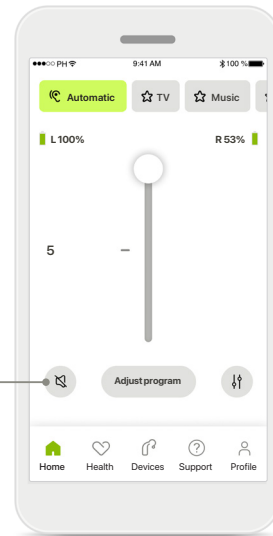 PH 9:41 AM 100 %
Automatic TV Music
L 100% R 53%
5
Adjust program
Home Health Devices Support Profile